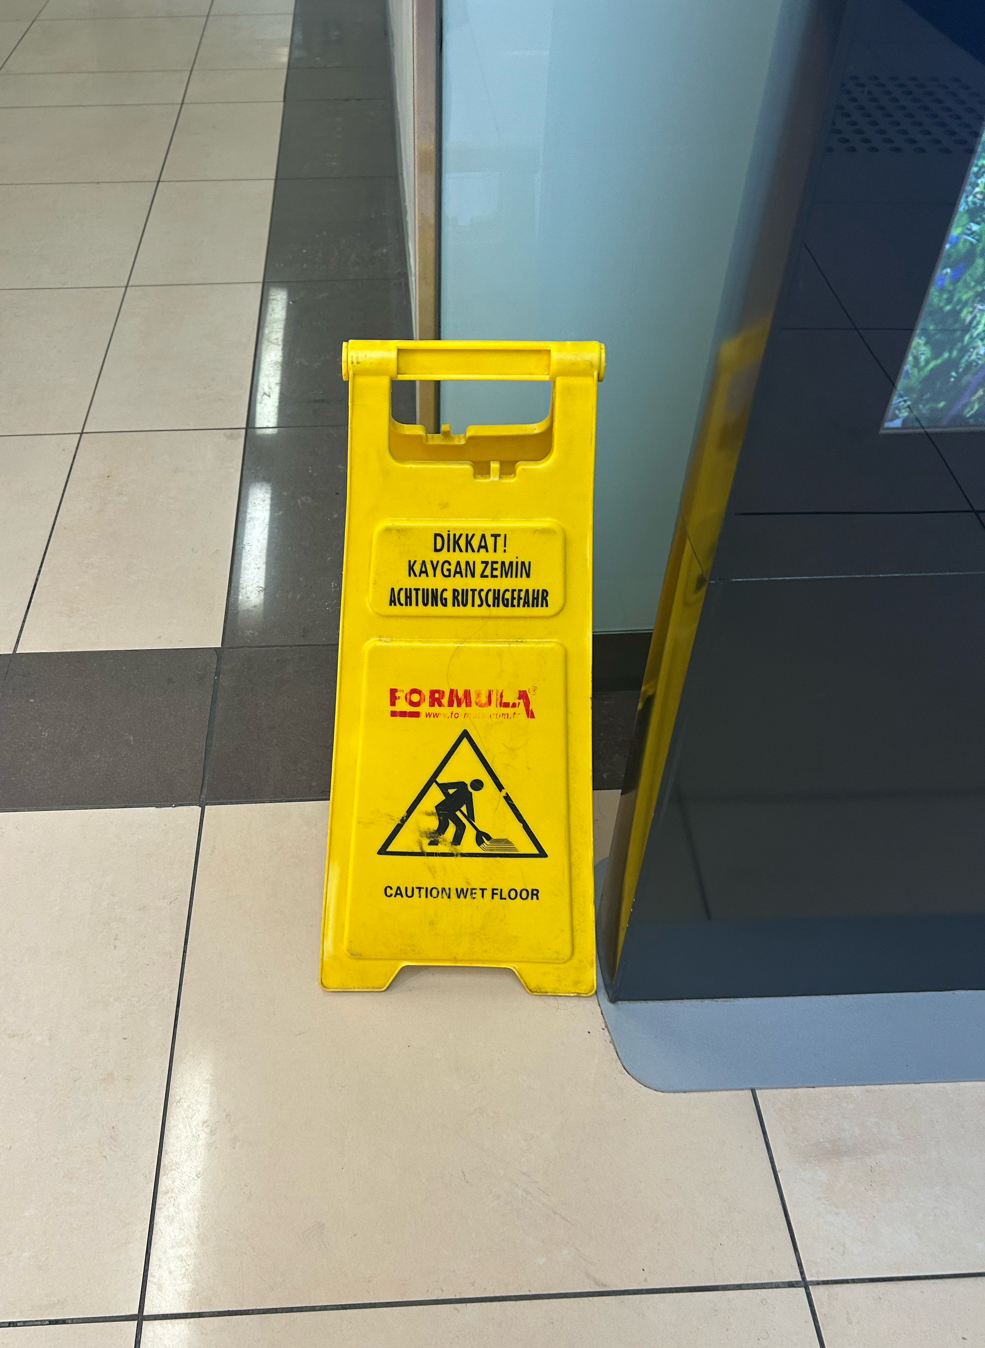 DİKKAT!
KAYGAN ZEMİN
ACHTUNG RUTSCHGEFAHR
FORMULA
CAUTION WET FLOOR